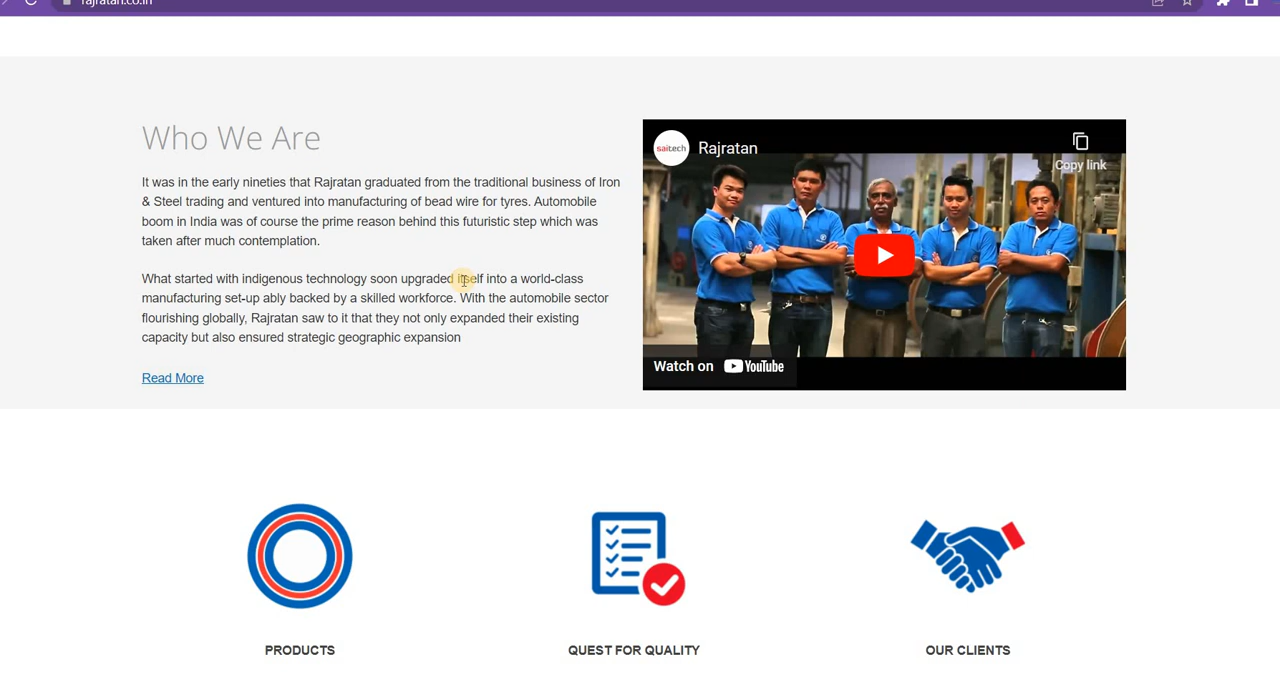 rajratan.co.in
Who We Are
It was in the early nineties that Rajratan graduated from the traditional business of Iron
& Steel trading and ventured into manufacturing of bead wire for tyres. Automobile
boom in India was of course the prime reason behind this futuristic step which was
taken after much contemplation.
What started with indigenous technology soon upgraded itself into a world-class
manufacturing set-up ably backed by a skilled workforce. With the automobile sector
flourishing globally, Rajratan saw to it that they not only expanded their existing
capacity but also ensured strategic geographic expansion
Read More
saitech
Rajratan
Copy link
Watch on YouTube
PRODUCTS
QUEST FOR QUALITY
OUR CLIENTS